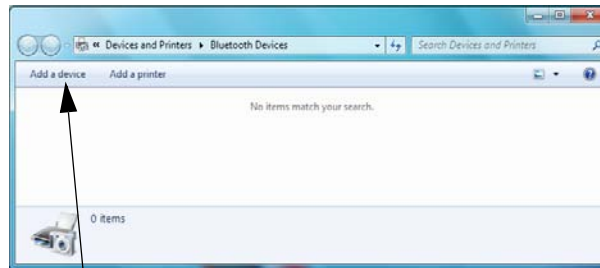 « Devices and Printers ▸ Bluetooth Devices Search Devices and Printers
Add a device Add a printer
No items match your search.
0 items